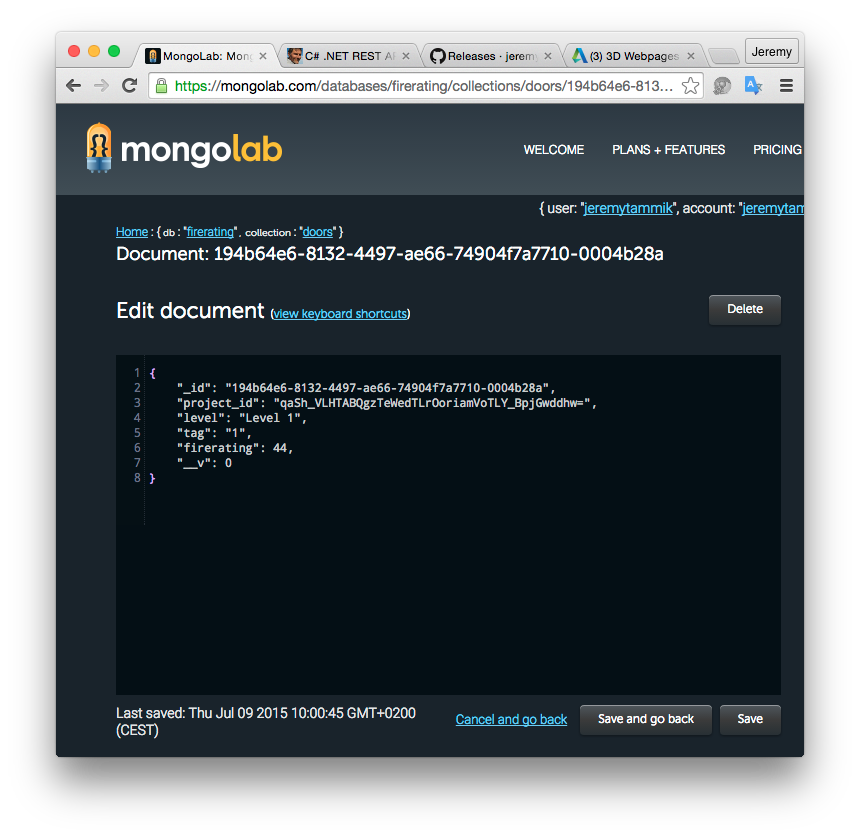 MongoLab: Mong
C# .NET REST AP
Releases · jerem
(3) 3D Webpages
Jeremy
https://mongolab.com/databases/firerating/collections/doors/194b64e6-813...
mongolab
WELCOME
PLANS + FEATURES
PRICING
{ user: "jeremytammik", account: "jeremytam
Home : { db : "firerating", collection : "doors" }
Document: 194b64e6-8132-4497-ae66-74904f7a7710-0004b28a
Edit document (view keyboard shortcuts)
Delete
1 {
2 "_id": "194b64e6-8132-4497-ae66-74904f7a7710-0004b28a",
3 "project_id": "qaSh_VLHTABQgzTeWedTLrOoriamVoTLY_BpjGwddhw=",
4 "level": "Level 1",
5 "tag": "1",
6 "firerating": 44,
7 "__v": 0
8 }
Last saved: Thu Jul 09 2015 10:00:45 GMT+0200
(CEST)
Cancel and go back
Save and go back
Save